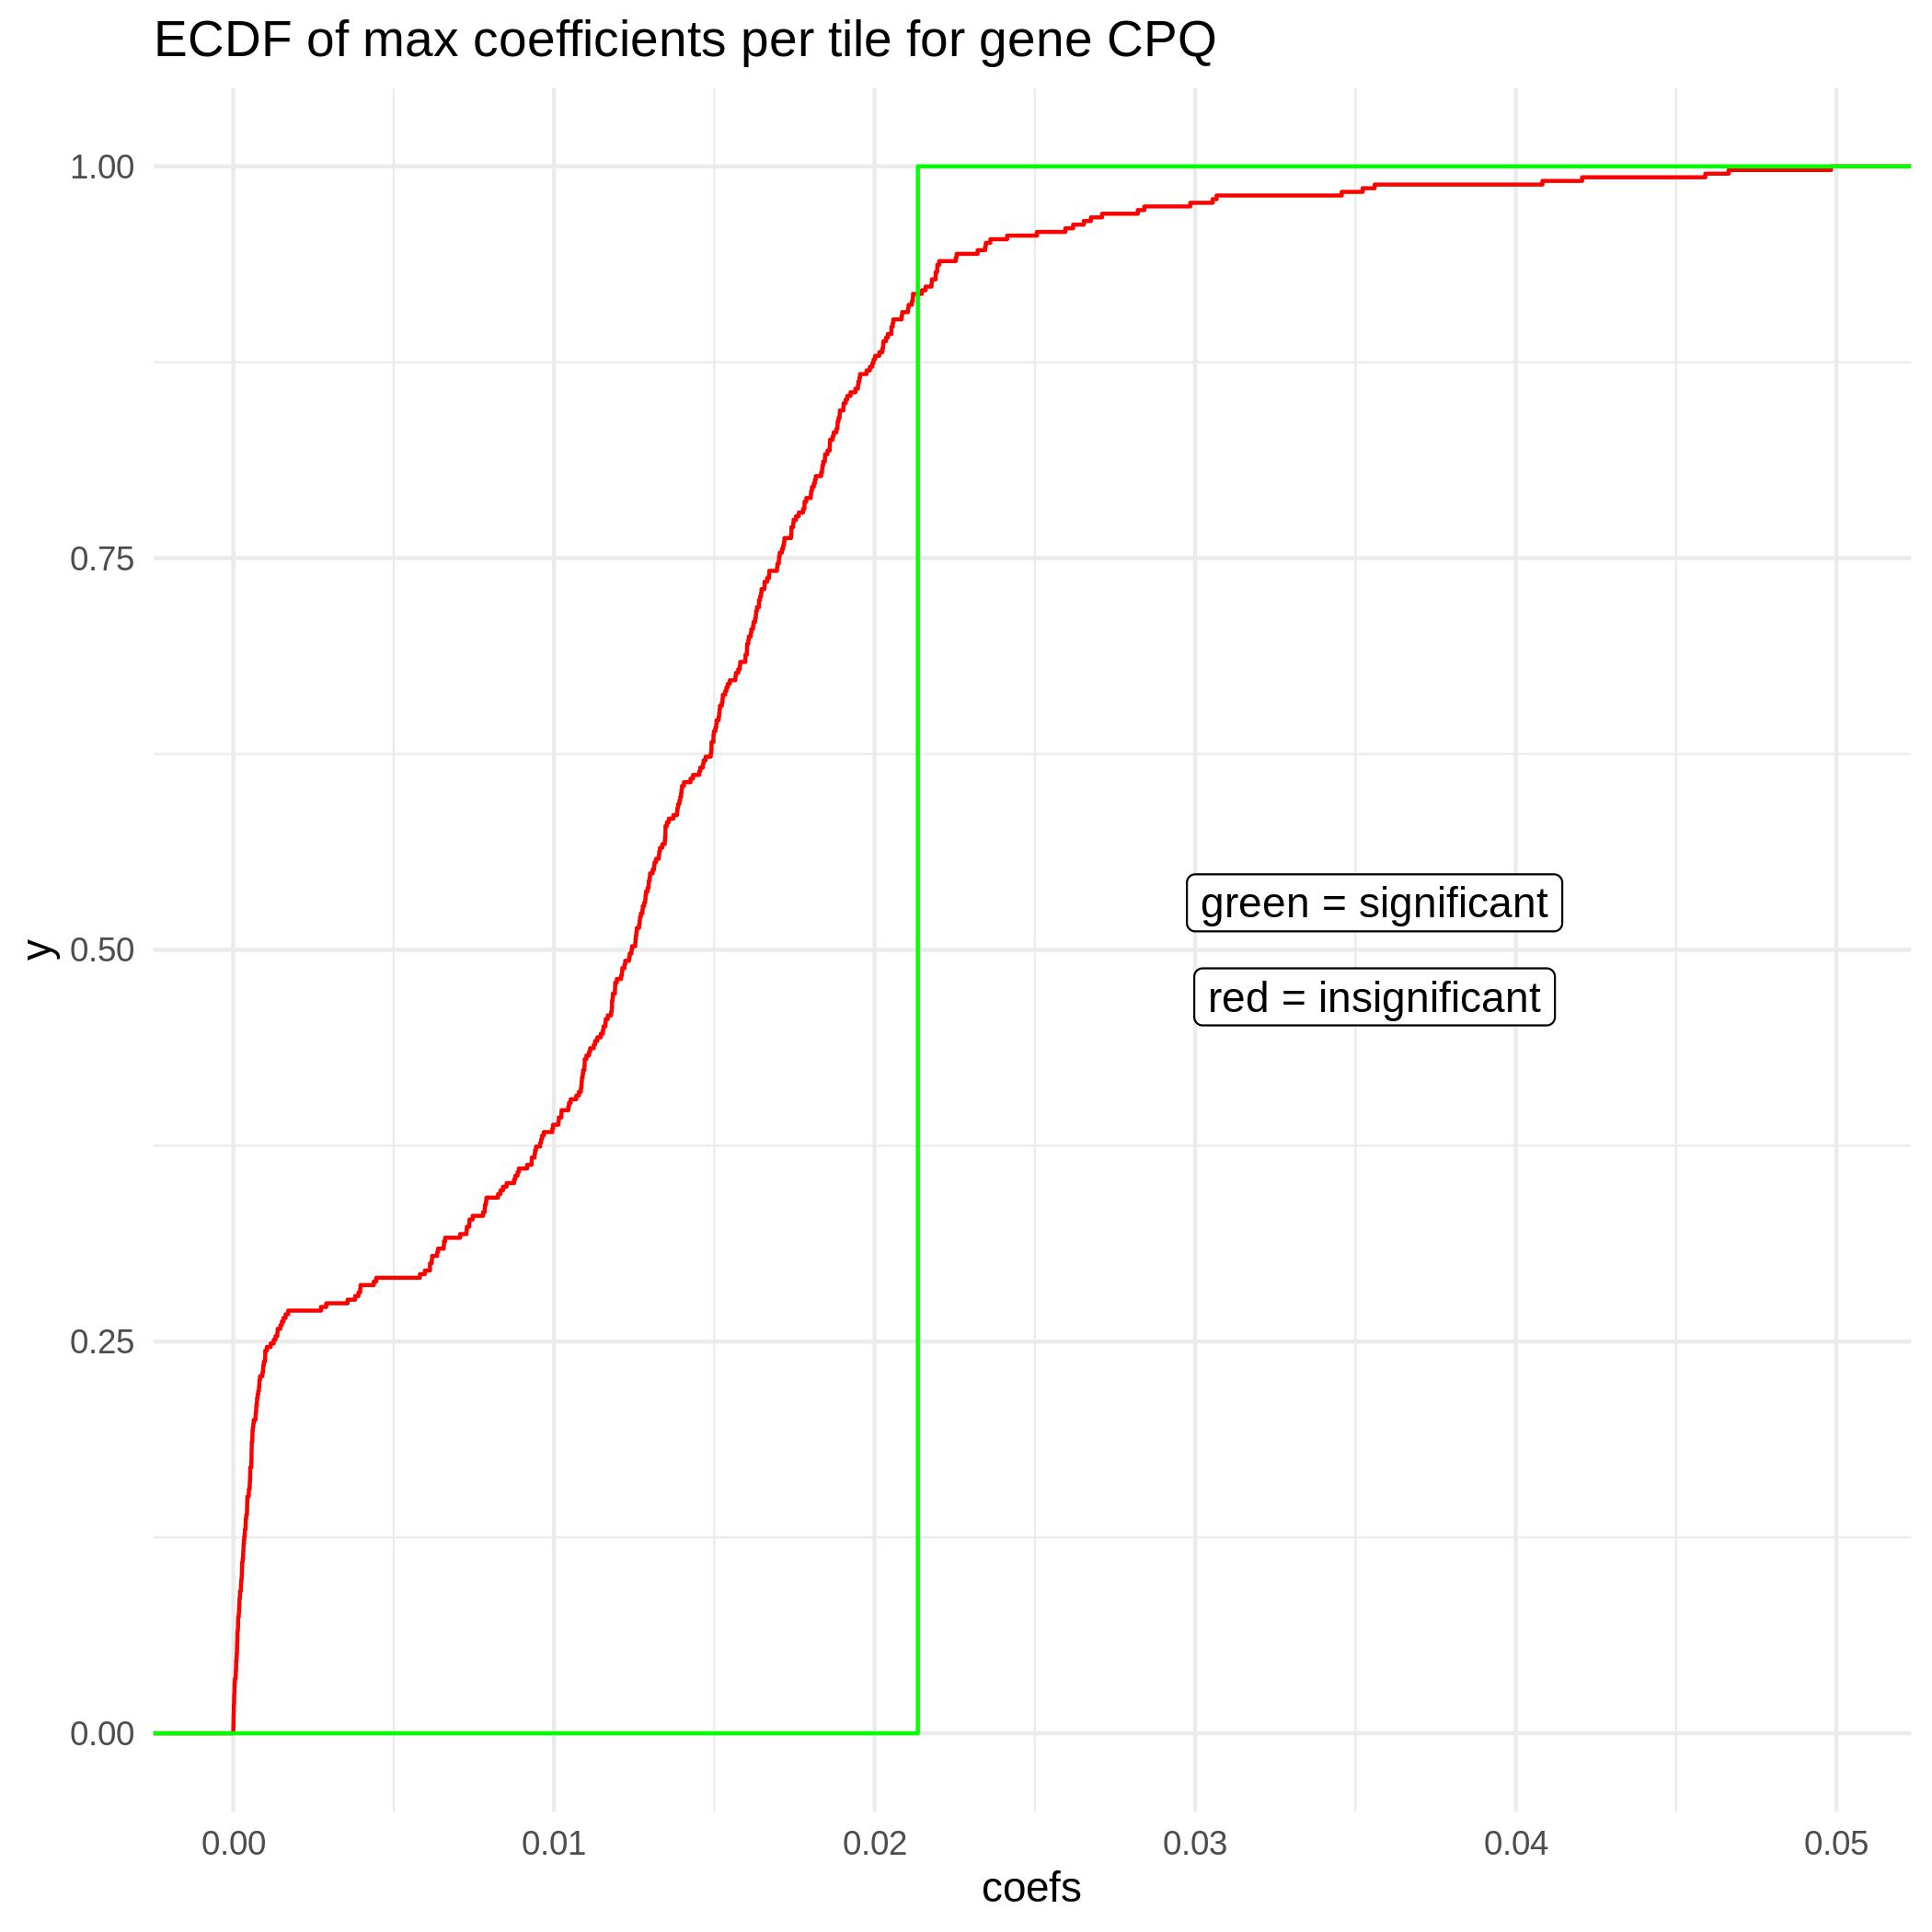 ECDF of max coefficients per tile for gene CPQ
1.00
0.75
0.50
0.25
0.00
y
green = significant
red = insignificant
0.00 0.01 0.02 0.03 0.04 0.05
coefs